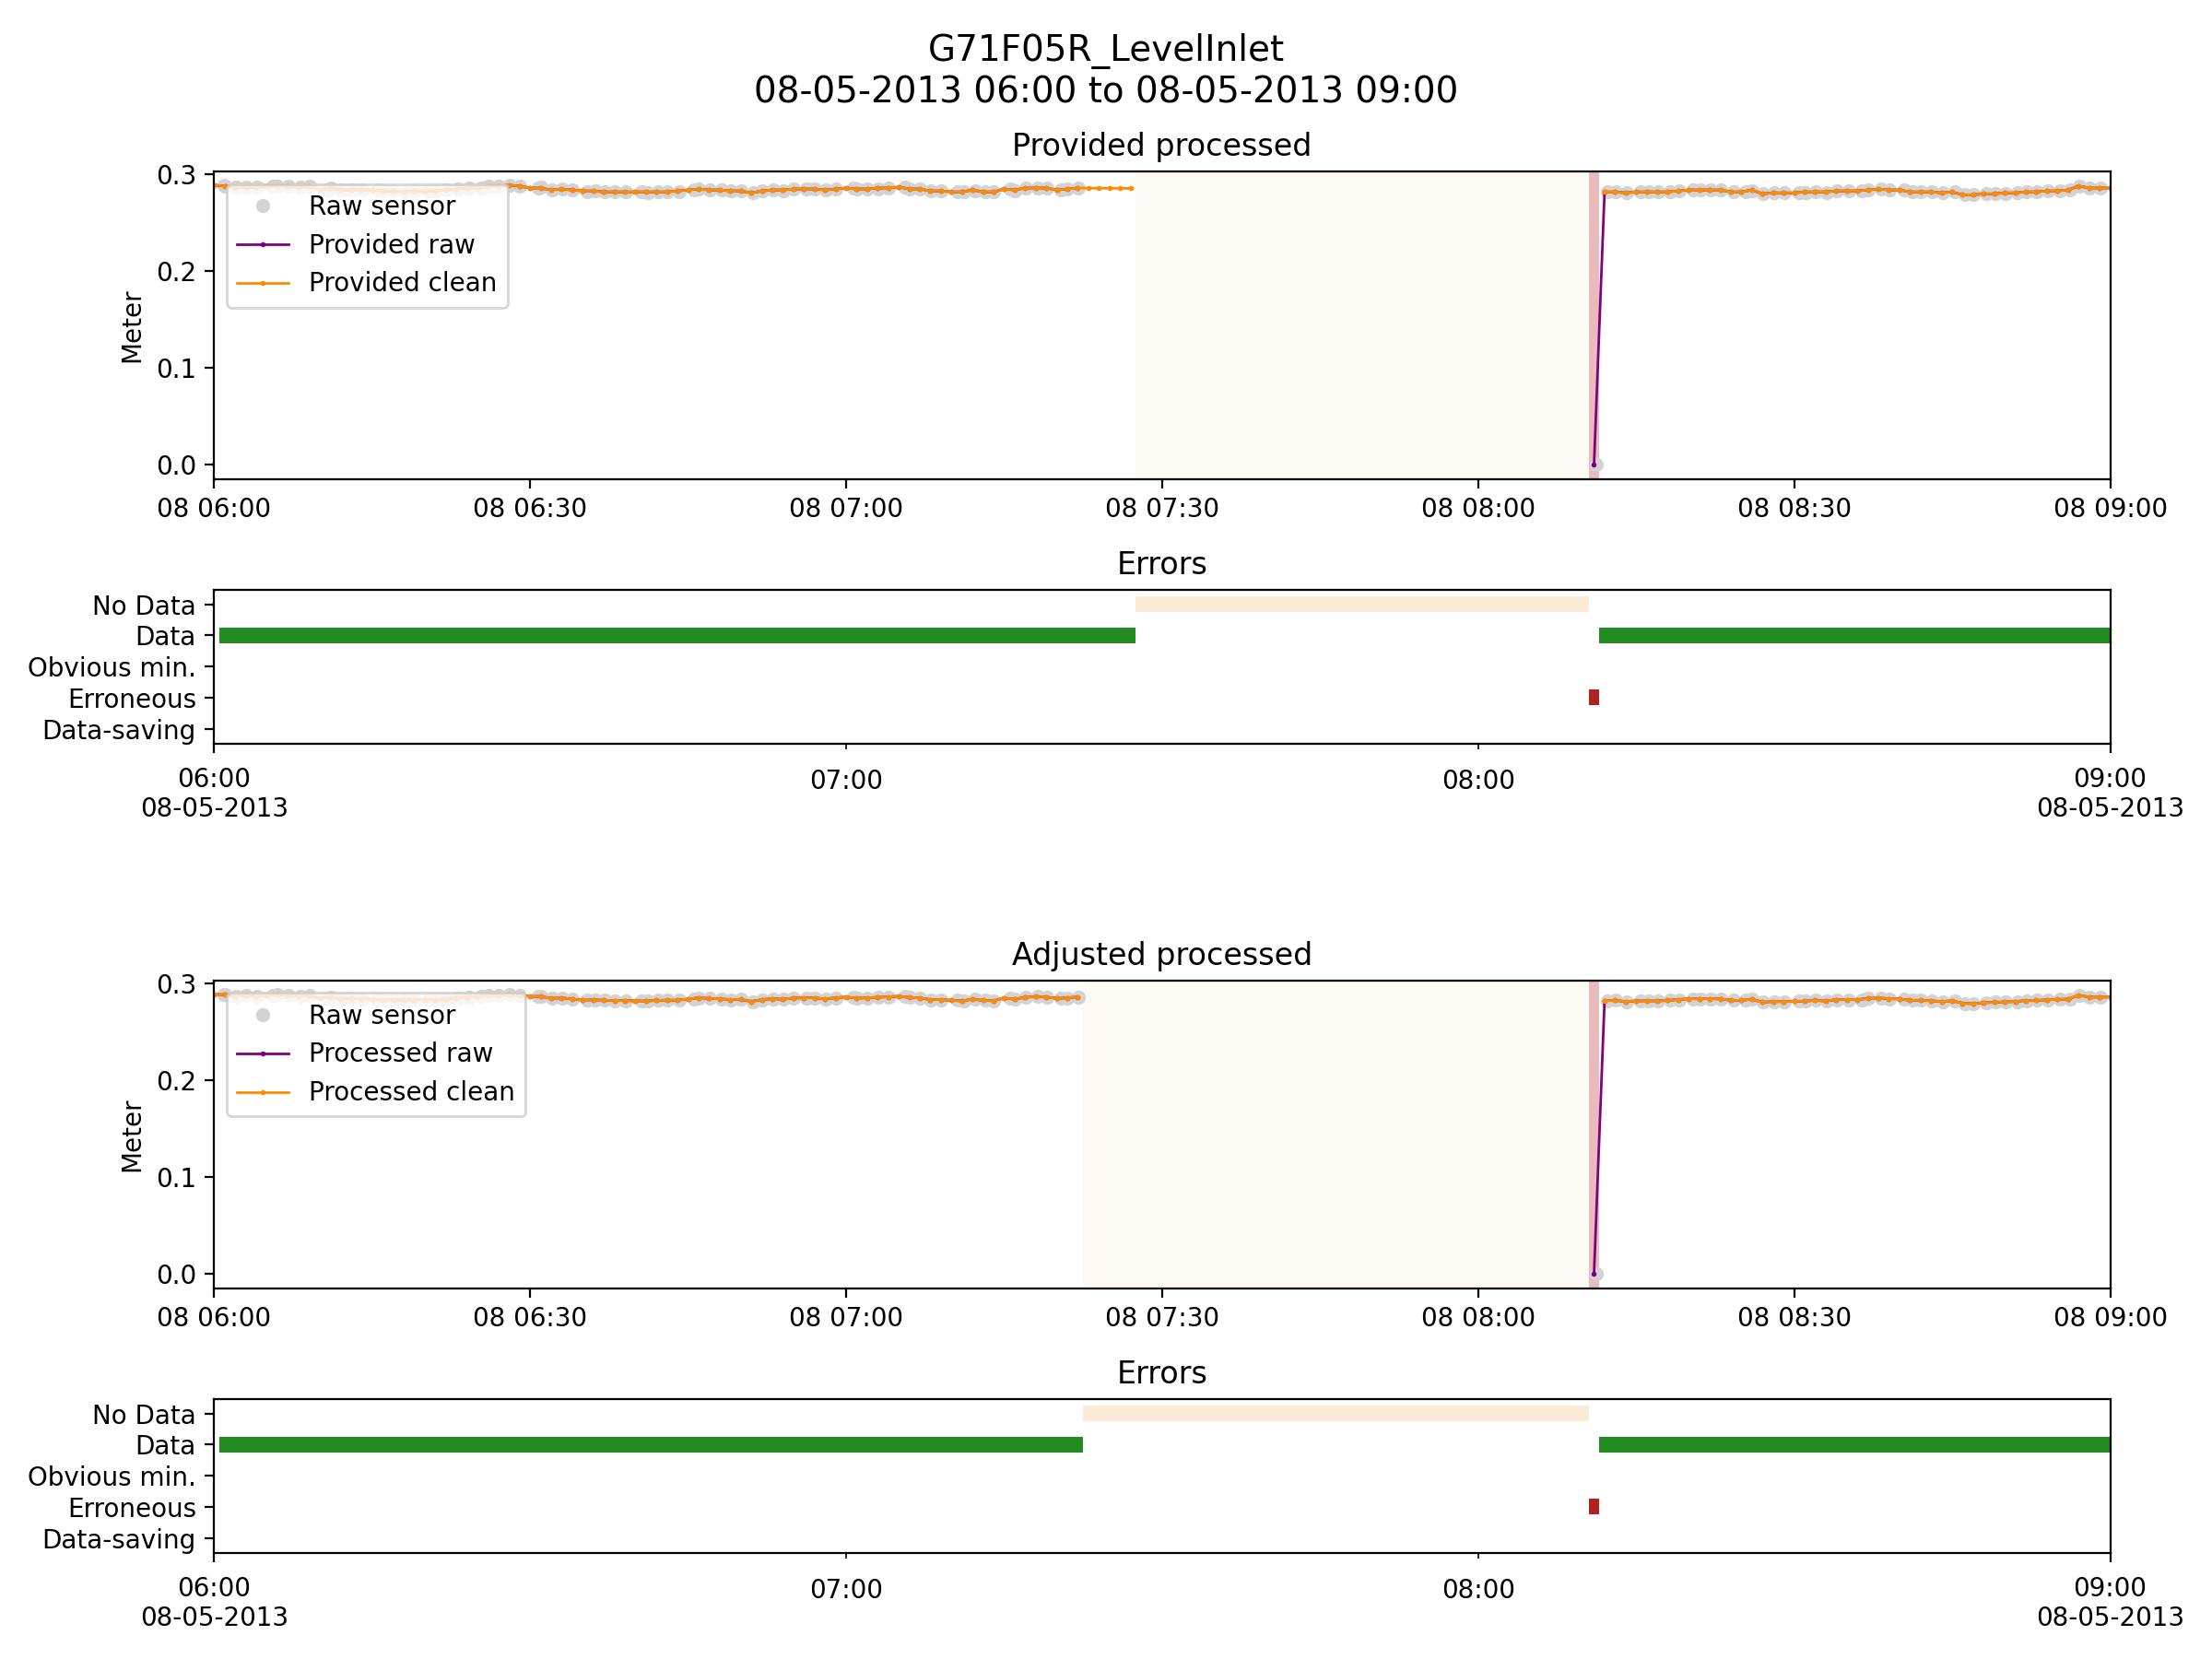 G71F05R_LevelInlet
08-05-2013 06:00 to 08-05-2013 09:00
Provided processed
Meter
0.3
0.2
0.1
0.0
Raw sensor
Provided raw
Provided clean
08 06:00 08 06:30 08 07:00 08 07:30 08 08:00 08 08:30 08 09:00
Errors
No Data
Data
Obvious min.
Erroneous
Data-saving
06:00 07:00 08:00 09:00
08-05-2013 08-05-2013
Adjusted processed
Meter
0.3
0.2
0.1
0.0
Raw sensor
Processed raw
Processed clean
08 06:00 08 06:30 08 07:00 08 07:30 08 08:00 08 08:30 08 09:00
Errors
No Data
Data
Obvious min.
Erroneous
Data-saving
06:00 07:00 08:00 09:00
08-05-2013 08-05-2013